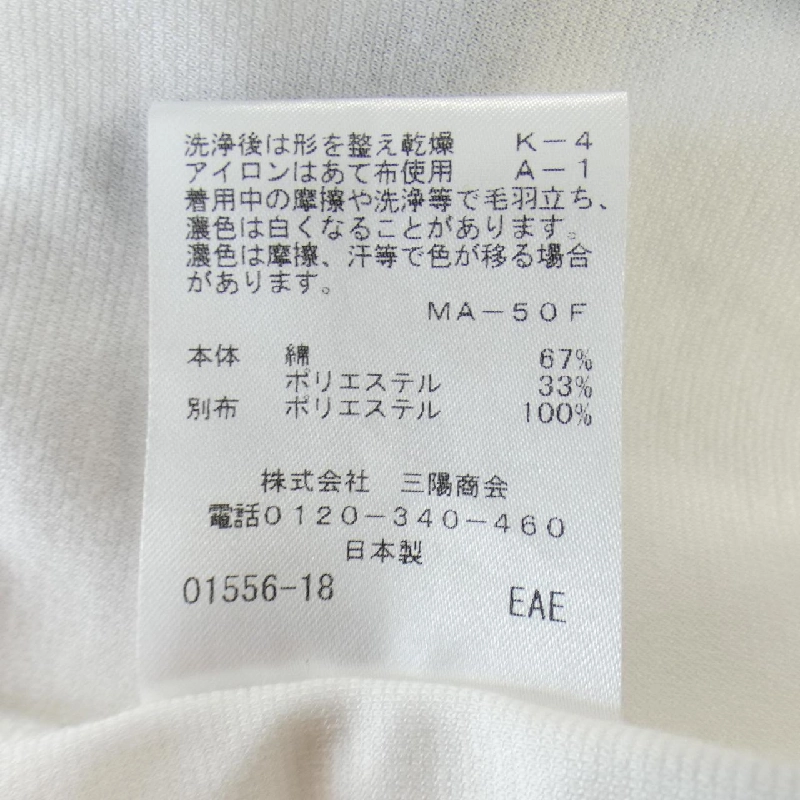 洗浄後は形を整え乾燥 K－4
アイロンはあて布使用 A－1
着用中の摩擦や洗浄等で毛羽立ち、
濃色は白くなることがあります。
濃色は摩擦、汗等で色が移る場合
があります。
MA－50F
本体 綿 67%
ポリエステル 33%
別布 ポリエステル 100%
株式会社 三陽商会
電話0120－340－460
日本製
01556-18 EAE